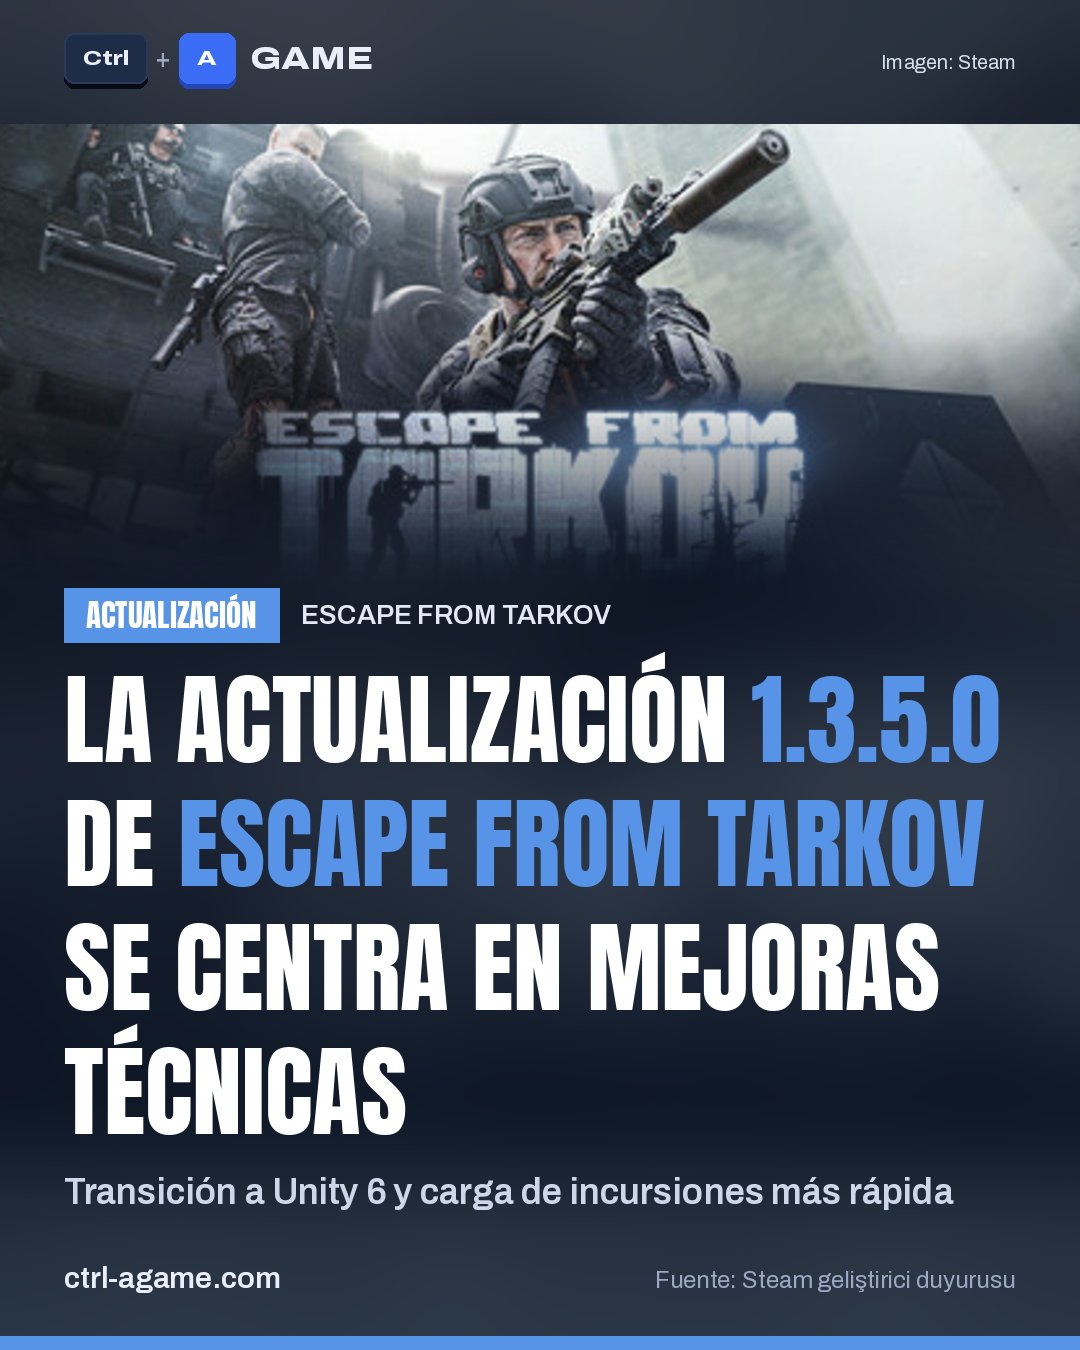 Ctrl + A GAME
Imagen: Steam
ESCAPE FROM
TARKOV
ACTUALIZACIÓN
ESCAPE FROM TARKOV
LA ACTUALIZACIÓN 1.3.5.0
DE ESCAPE FROM TARKOV
SE CENTRA EN MEJORAS
TÉCNICAS
Transición a Unity 6 y carga de incursiones más rápida
ctrl-agame.com
Fuente: Steam geliştirici duyurusu